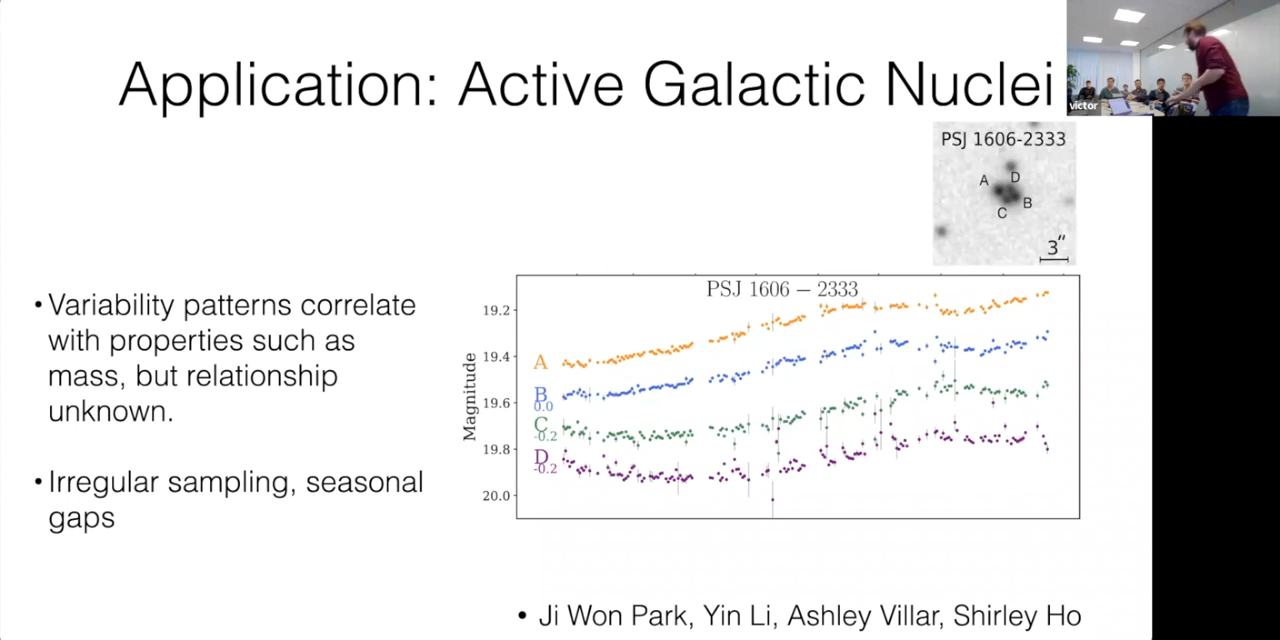 Application: Active Galactic Nuclei
victor
PSJ 1606-2333
A
D
B
C
3″
• Variability patterns correlate
with properties such as
mass, but relationship
unknown.
• Irregular sampling, seasonal
gaps
PSJ 1606 − 2333
Magnitude
19.2
19.4
19.6
19.8
20.0
A
B
0.0
C
-0.2
D
-0.2
• Ji Won Park, Yin Li, Ashley Villar, Shirley Ho